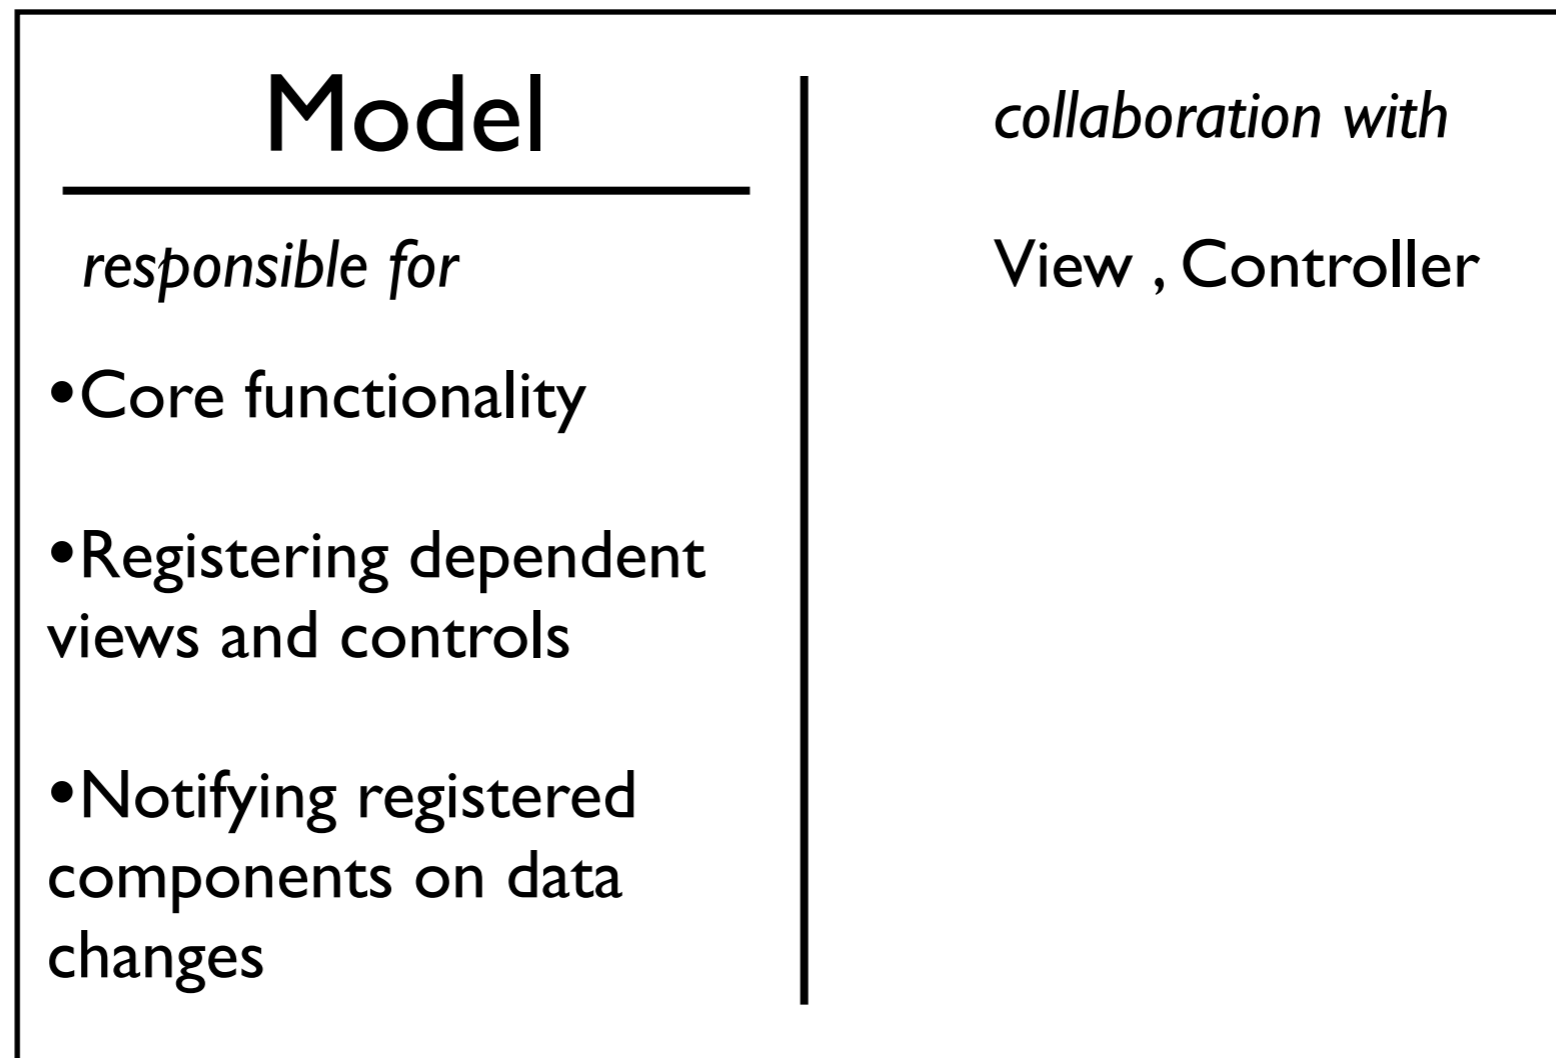 Model
responsible for
•Core functionality
•Registering dependent
views and controls
•Notifying registered
components on data
changes
collaboration with
View , Controller